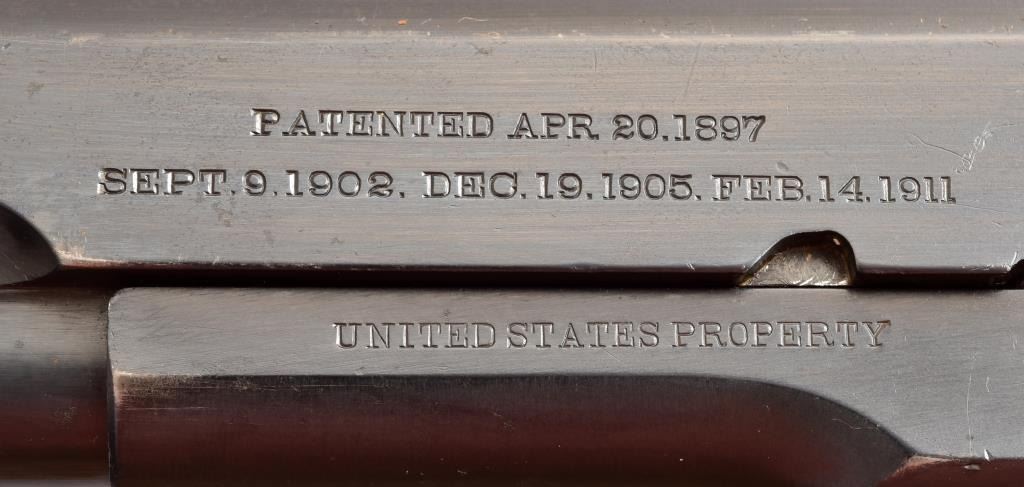 PATENTED APR. 20.1897
SEPT. 9.1902. DEC. 19.1905. FEB. 14.1911
UNITED STATES PROPERTY